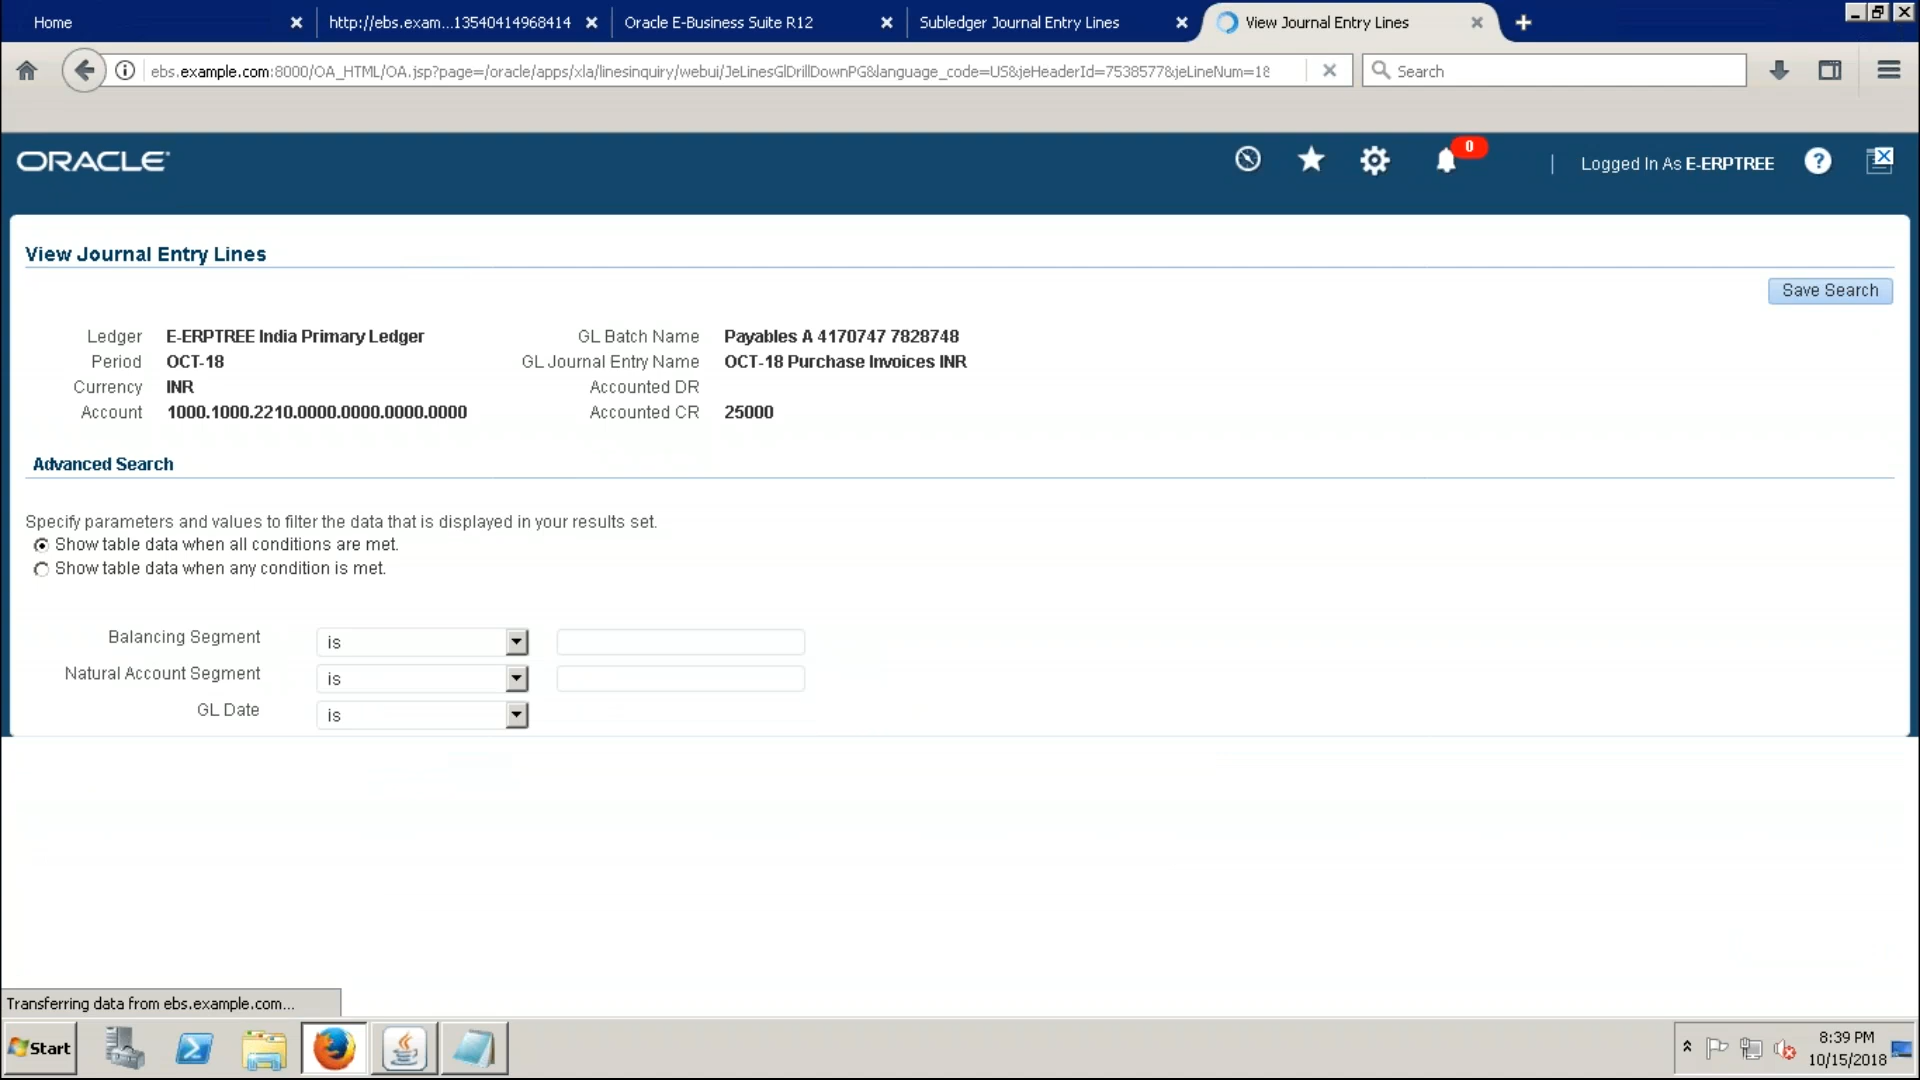 Home
http://ebs.exam...13540414968414
Oracle E-Business Suite R12
Subledger Journal Entry Lines
View Journal Entry Lines
ebs.example.com:8000/OA_HTML/OA.jsp?page=/oracle/apps/xla/linesinquiry/webui/JeLinesGlDrillDownPG&language_code=US&jeHeaderId=7538577&jeLineNum=18
Search
ORACLE
0
Logged In As E-ERPTREE
View Journal Entry Lines
Save Search
Ledger E-ERPTREE India Primary Ledger GL Batch Name Payables A 4170747 7828748
Period OCT-18 GL Journal Entry Name OCT-18 Purchase Invoices INR
Currency INR Accounted DR
Account 1000.1000.2210.0000.0000.0000.0000 Accounted CR 25000
Advanced Search
Specify parameters and values to filter the data that is displayed in your results set.
Show table data when all conditions are met.
Show table data when any condition is met.
Balancing Segment is
Natural Account Segment is
GL Date is
Transferring data from ebs.example.com...
Start
8:39 PM
10/15/2018